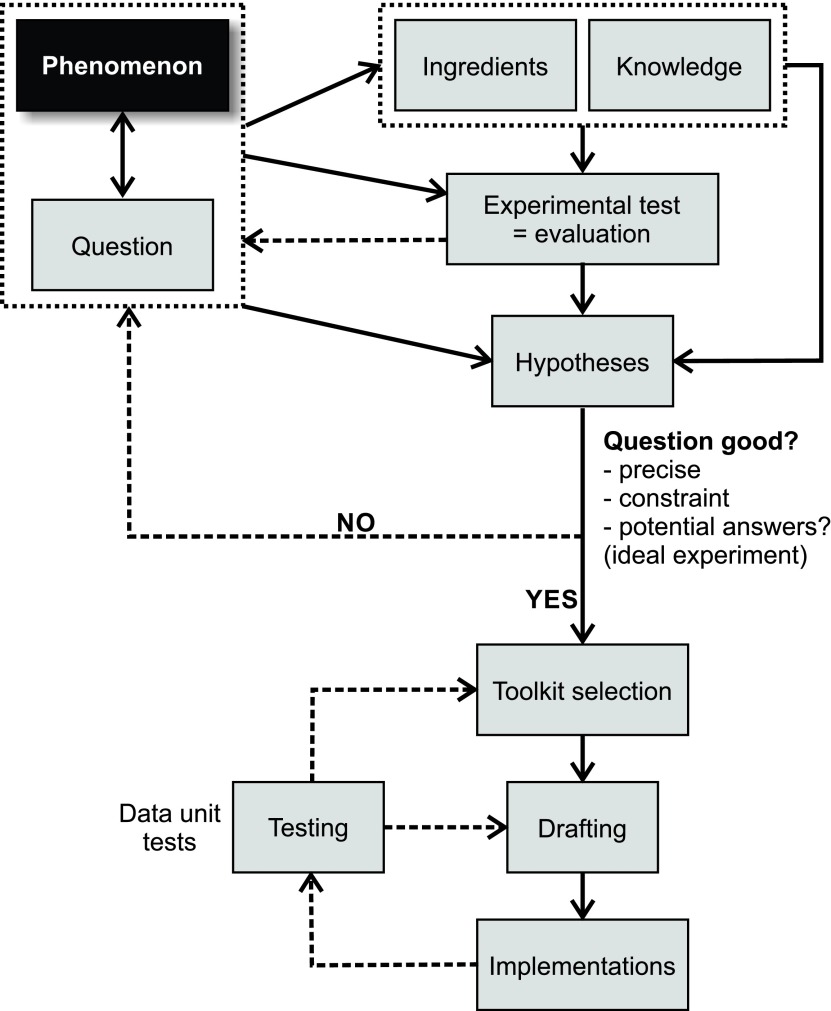 Phenomenon
Question
Ingredients
Knowledge
Experimental test
= evaluation
Hypotheses
Question good?
- precise
- constraint
- potential answers?
(ideal experiment)
NO
YES
Toolkit selection
Data unit
tests
Testing
Drafting
Implementations